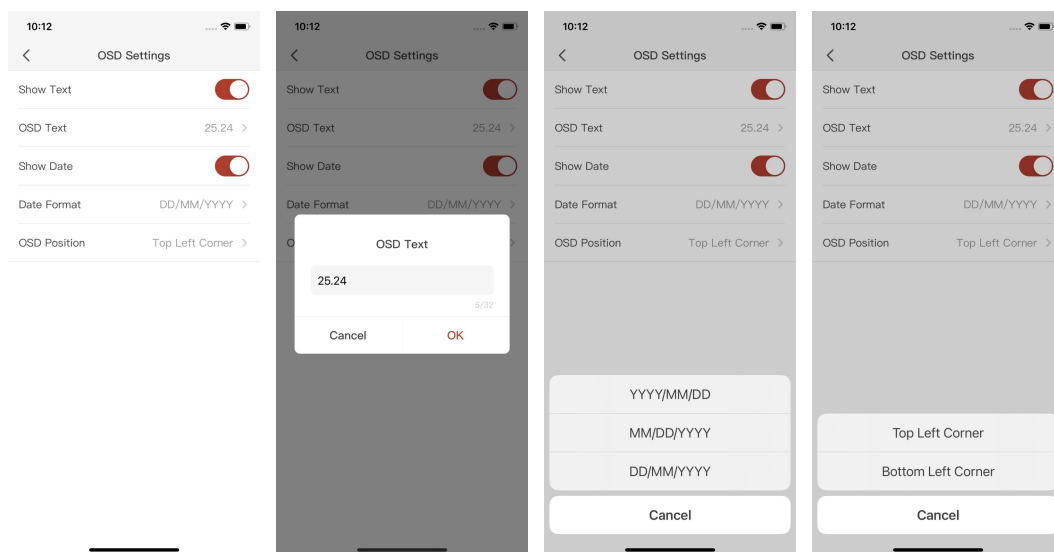 10:12
OSD Settings
Show Text
OSD Text 25.24
Show Date
Date Format DD/MM/YYYY
OSD Position Top Left Corner
10:12
OSD Settings
Show Text
OSD Text 25.24
Show Date
Date Format DD/MM/YYYY
O
OSD Text
25.24
5/32
Cancel OK
10:12
OSD Settings
Show Text
OSD Text 25.24
Show Date
Date Format DD/MM/YYYY
OSD Position Top Left Corner
YYYY/MM/DD
MM/DD/YYYY
DD/MM/YYYY
Cancel
10:12
OSD Settings
Show Text
OSD Text 25.24
Show Date
Date Format DD/MM/YYYY
OSD Position Top Left Corner
Top Left Corner
Bottom Left Corner
Cancel